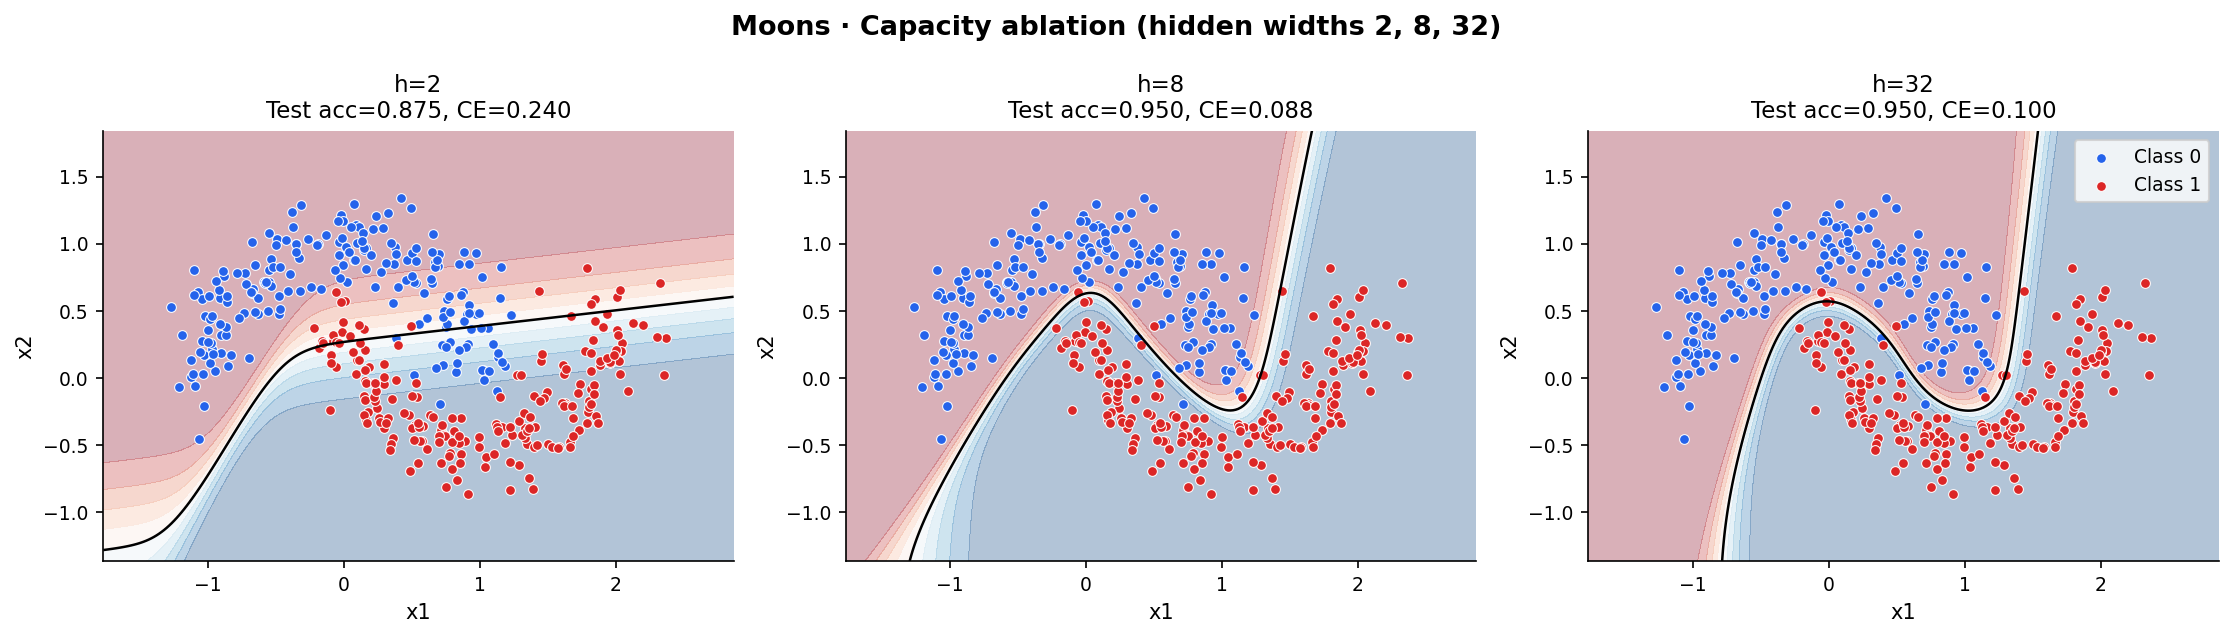 Moons · Capacity ablation (hidden widths 2, 8, 32)
h=2
Test acc=0.875, CE=0.240
1.5
1.0
0.5
0.0
−0.5
−1.0
x2
−1
0
1
2
x1
h=8
Test acc=0.950, CE=0.088
1.5
1.0
0.5
0.0
−0.5
−1.0
x2
−1
0
1
2
x1
h=32
Test acc=0.950, CE=0.100
Class 0
Class 1
1.5
1.0
0.5
0.0
−0.5
−1.0
x2
−1
0
1
2
x1